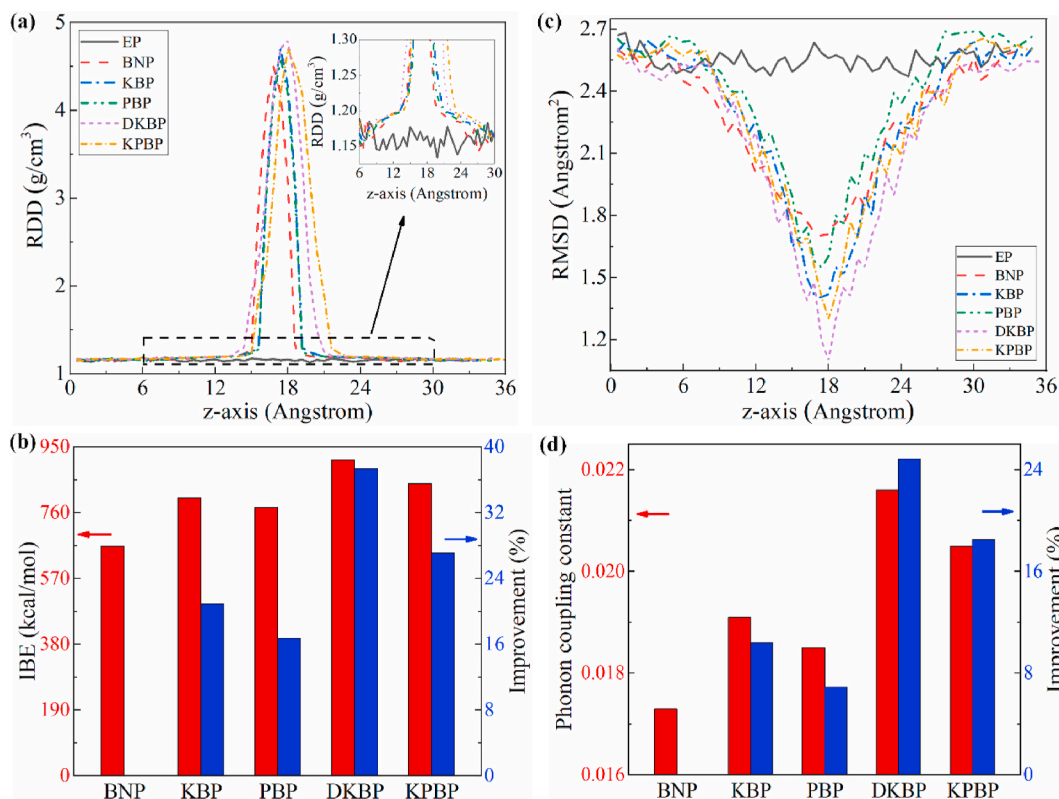 (a)
RDD (g/cm³)
5
4
3
2
1
EP
BNP
KBP
PBP
DKBP
KPBP
RDD (g/cm³)
1.30
1.25
1.20
1.15
6 12 18 24 30
z-axis (Angstrom)
0 6 12 18 24 30 36
z-axis (Angstrom)
(c)
RMSD (Angstrom²)
2.7
2.4
2.1
1.8
1.5
1.2
EP
BNP
KBP
PBP
DKBP
KPBP
0 6 12 18 24 30 36
z-axis (Angstrom)
(b)
IBE (kcal/mol)
950
760
570
380
190
0
40
32
24
16
8
0
Improvement (%)
BNP KBP PBP DKBP KPBP
(d)
Phonon coupling constant
0.022
0.020
0.018
0.016
24
18
12
6
0
Improvement (%)
BNP KBP PBP DKBP KPBP